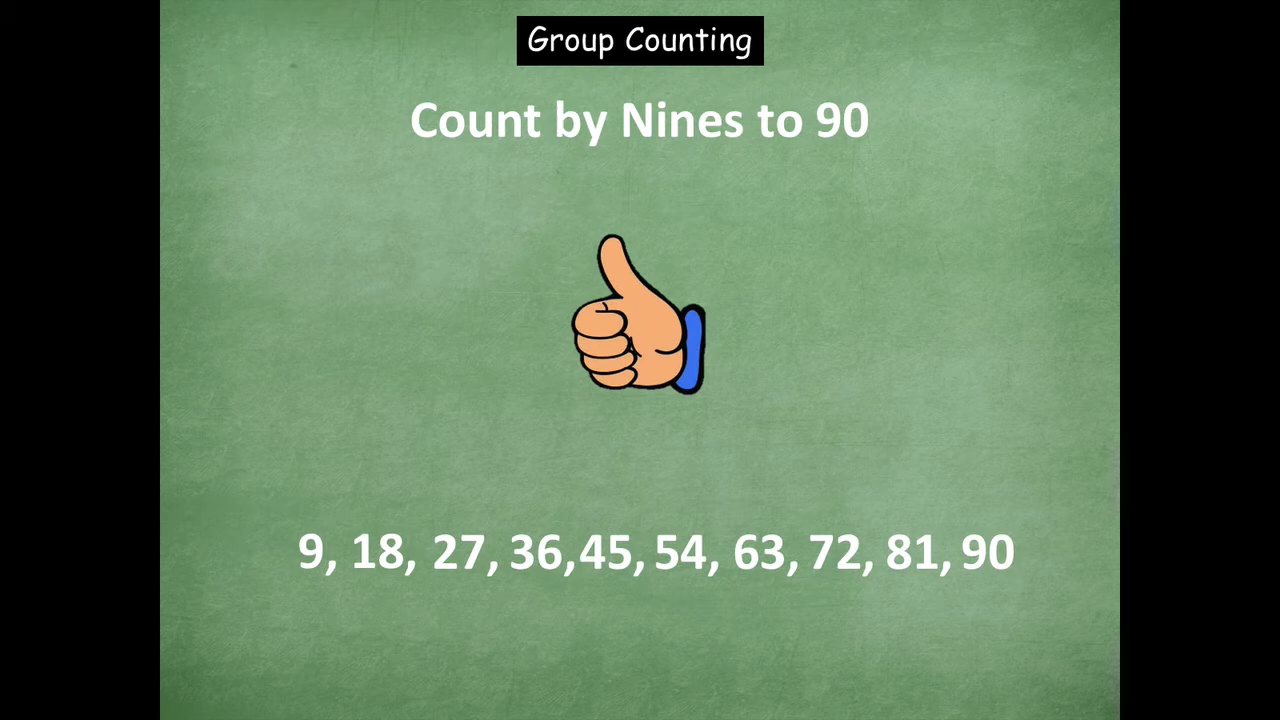 Group Counting
Count by Nines to 90
9, 18, 27, 36,45, 54, 63, 72, 81, 90